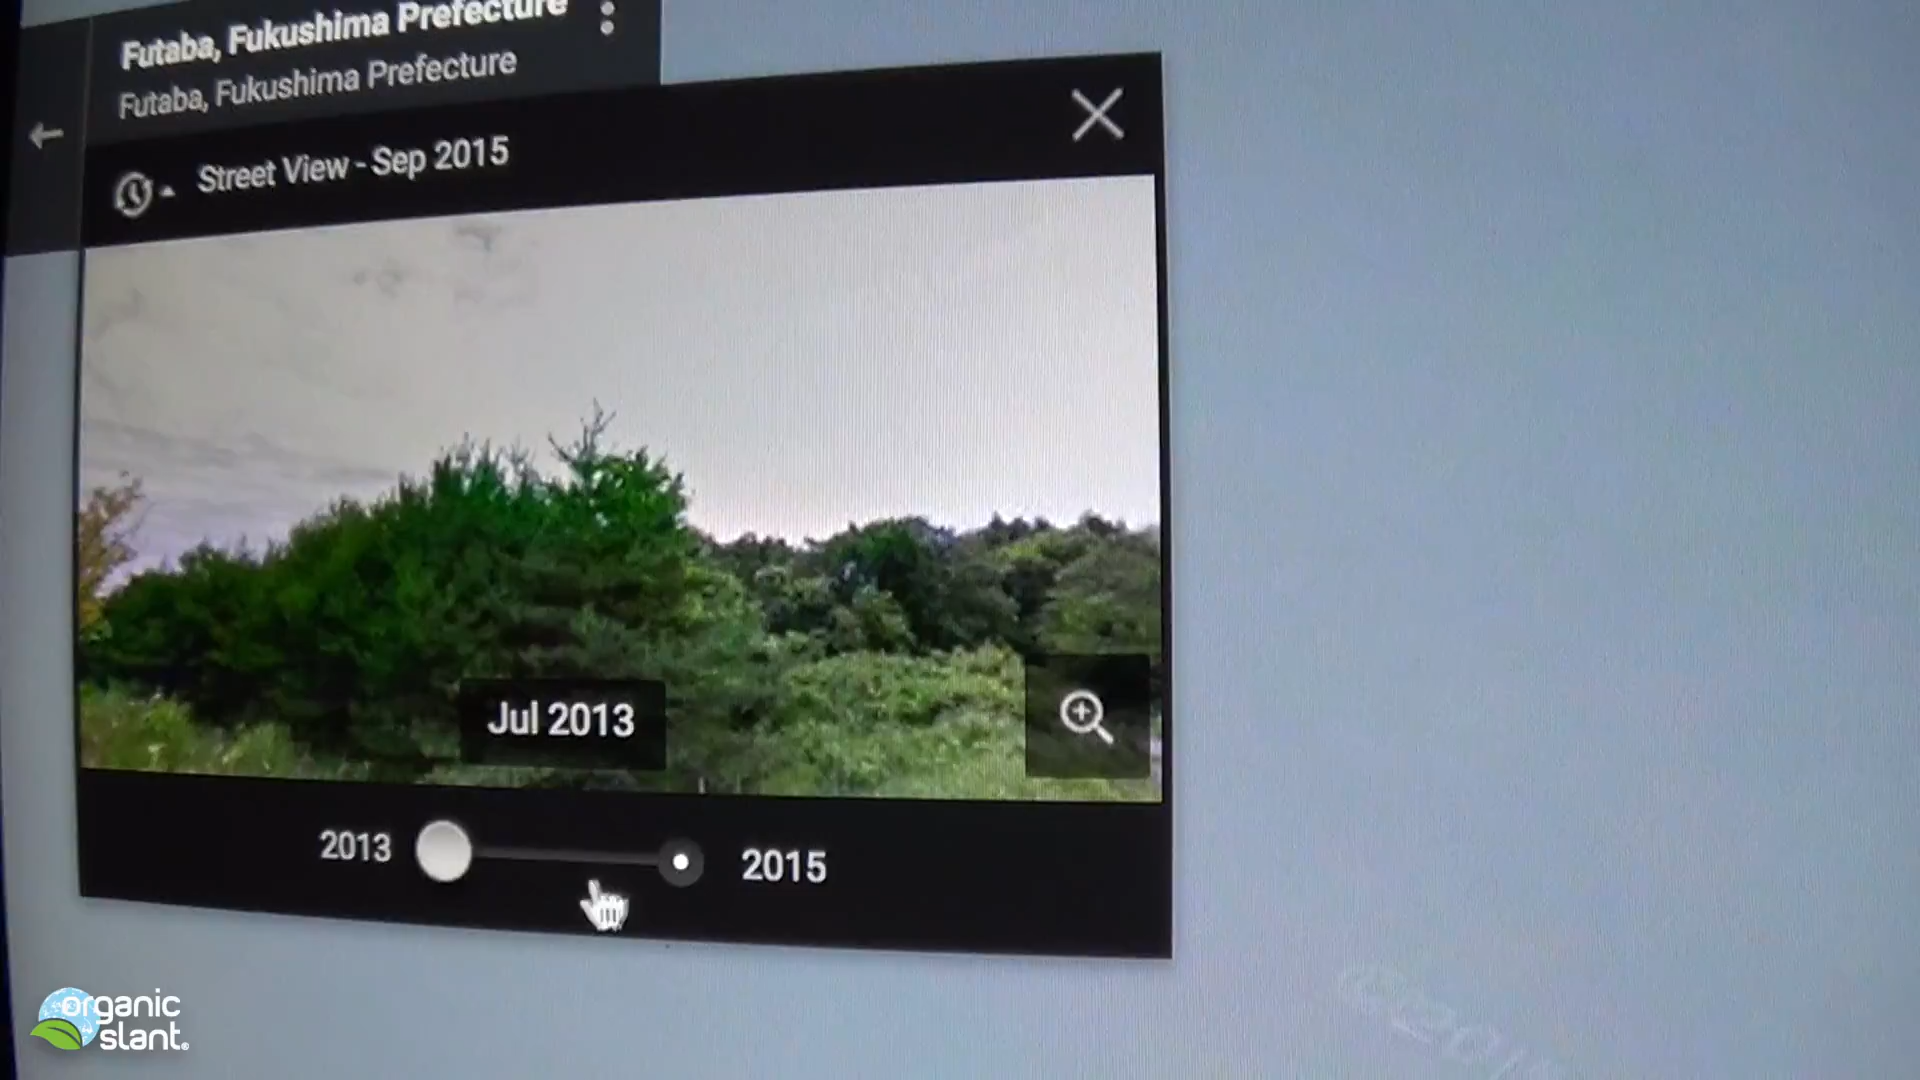 Futaba, Fukushima Prefecture
Futaba, Fukushima Prefecture
Street View - Sep 2015
Jul 2013
2013
2015
organic
slant.